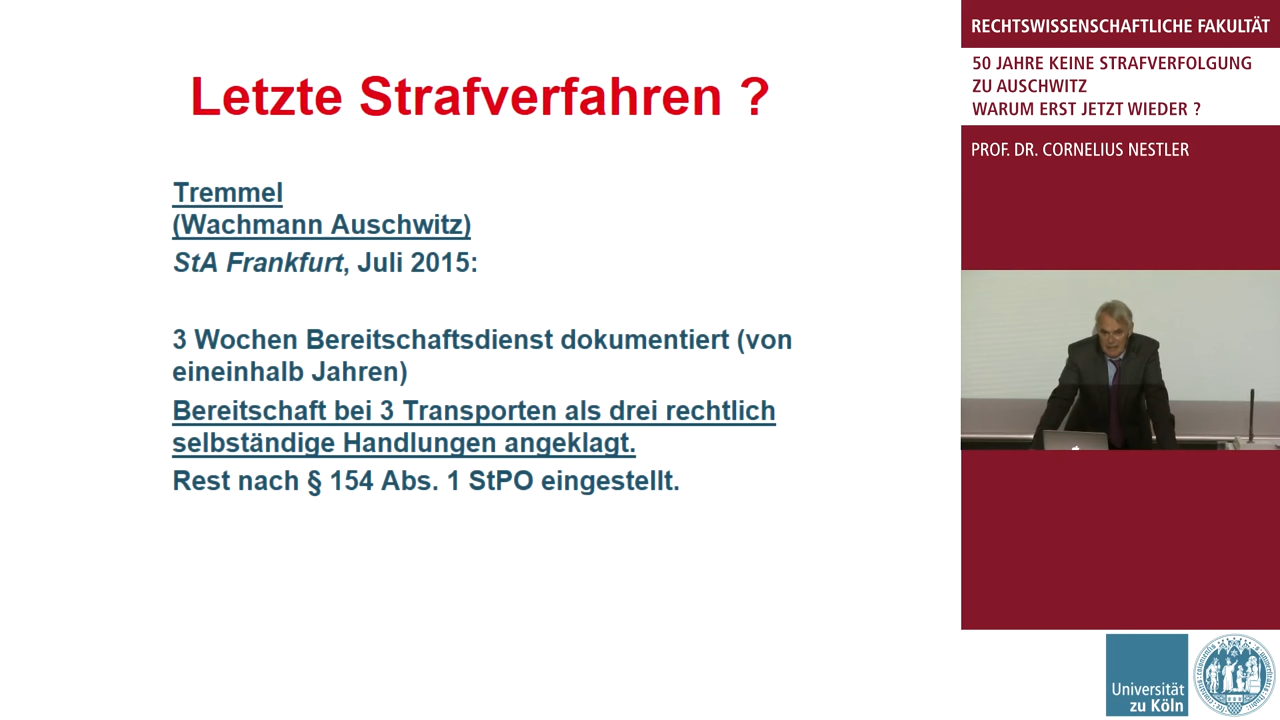 Letzte Strafverfahren ?
Tremmel
(Wachmann Auschwitz)
StA Frankfurt, Juli 2015:
3 Wochen Bereitschaftsdienst dokumentiert (von
eineinhalb Jahren)
Bereitschaft bei 3 Transporten als drei rechtlich
selbständige Handlungen angeklagt.
Rest nach § 154 Abs. 1 StPO eingestellt.
RECHTSWISSENSCHAFTLICHE FAKULTÄT
50 JAHRE KEINE STRAFVERFOLGUNG
ZU AUSCHWITZ
WARUM ERST JETZT WIEDER ?
PROF. DR. CORNELIUS NESTLER
Universität
zu Köln